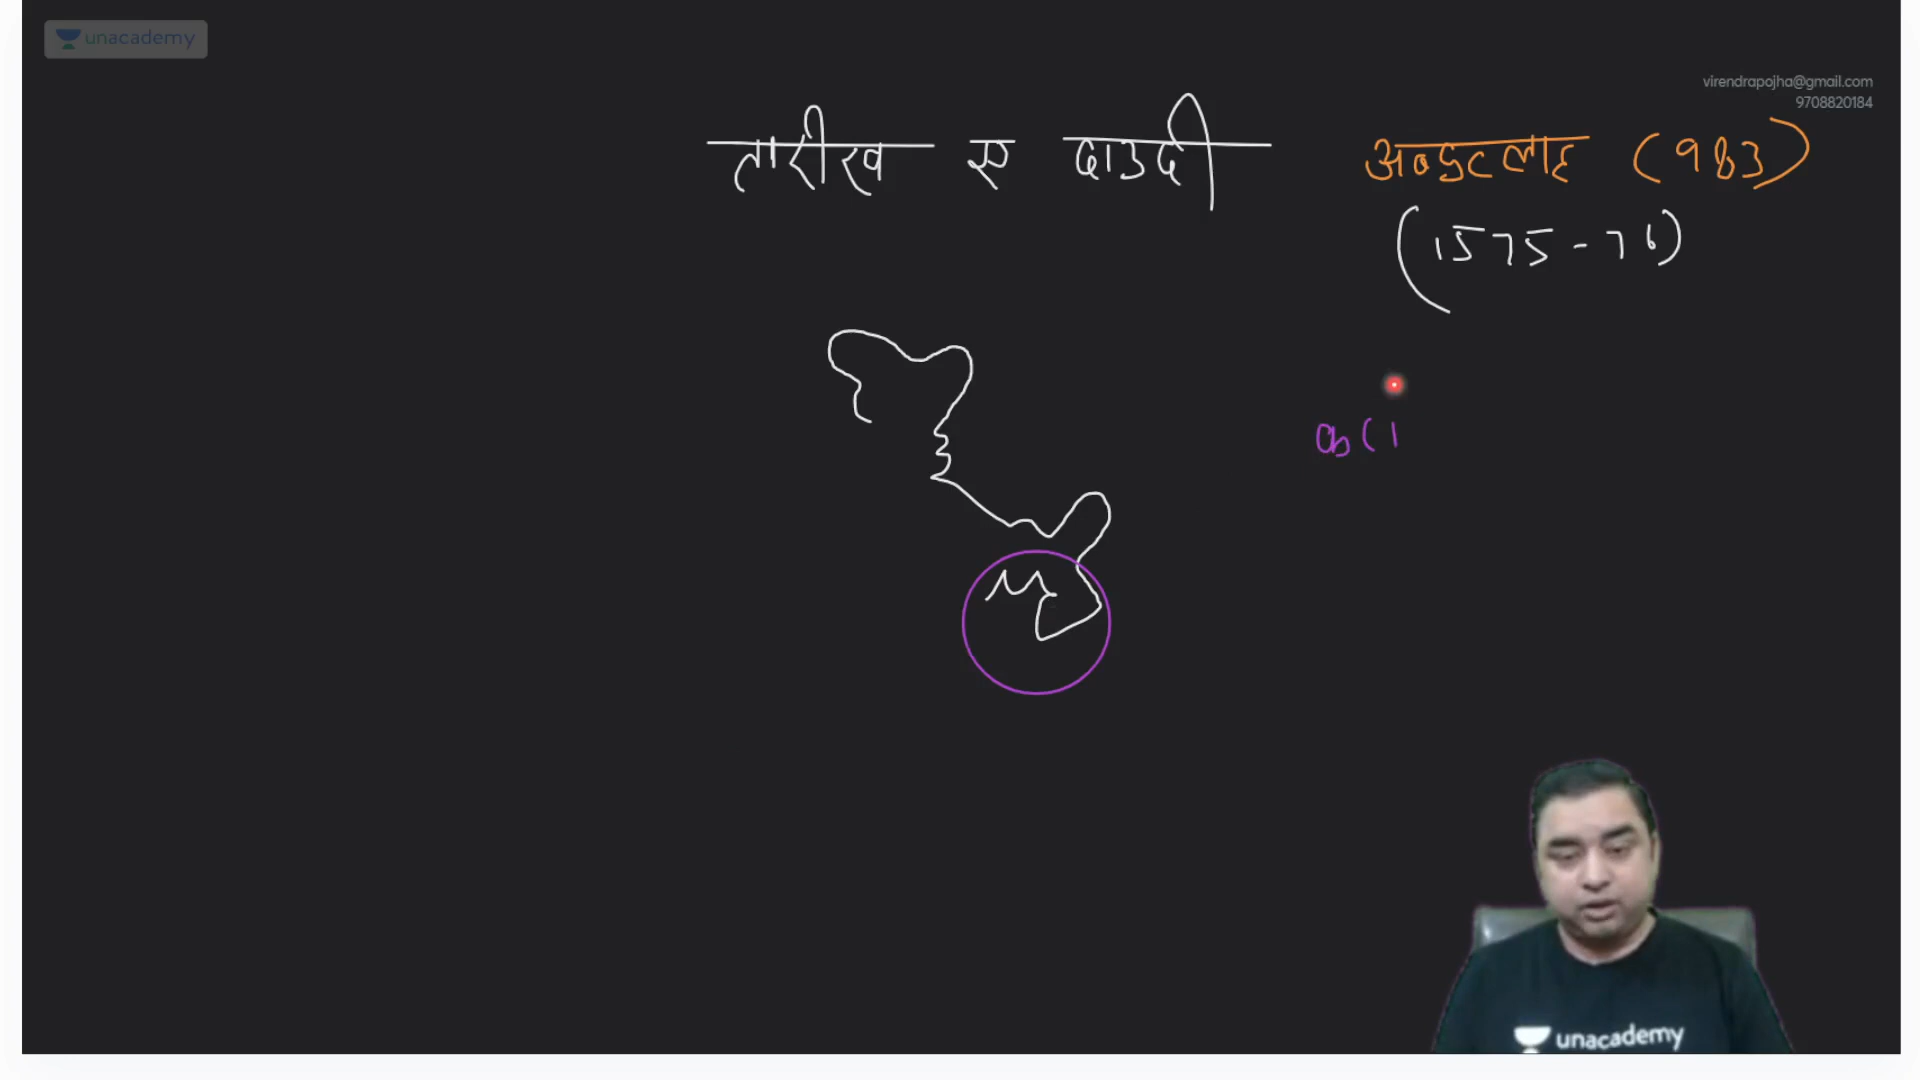 unacademy
virendrapojha@gmail.com
9708820184
तारीख ए दाउदी अब्दुल्लाह (983)
(1575-76)
unacademy